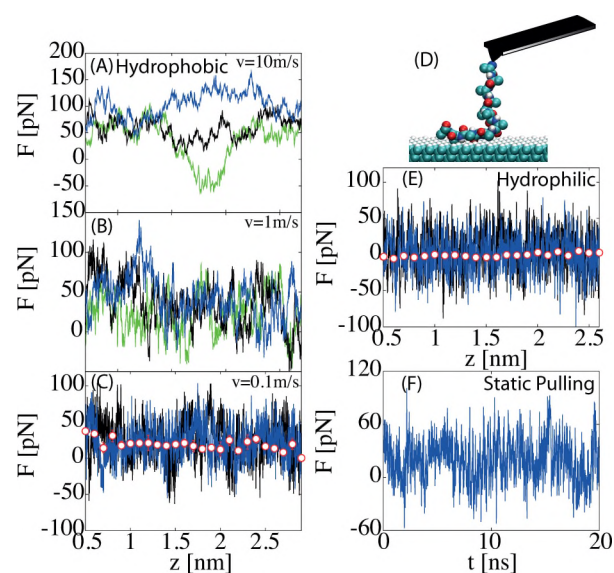 200
(A) Hydrophobic v=10m/s
150
100
50
0
-50
F [pN]
150
(B) v=1m/s
100
50
0
F [pN]
(C) v=0.1m/s
100
50
0
-50
-100
F [pN]
0.5 1 1.5 2 2.5
z [nm]
(D)
(E) Hydrophilic
100
50
0
-50
-100
F [pN]
0.5 1 1.5 2 2.5
z [nm]
(F) Static Pulling
120
60
0
-60
F [pN]
0 10 20
t [ns]